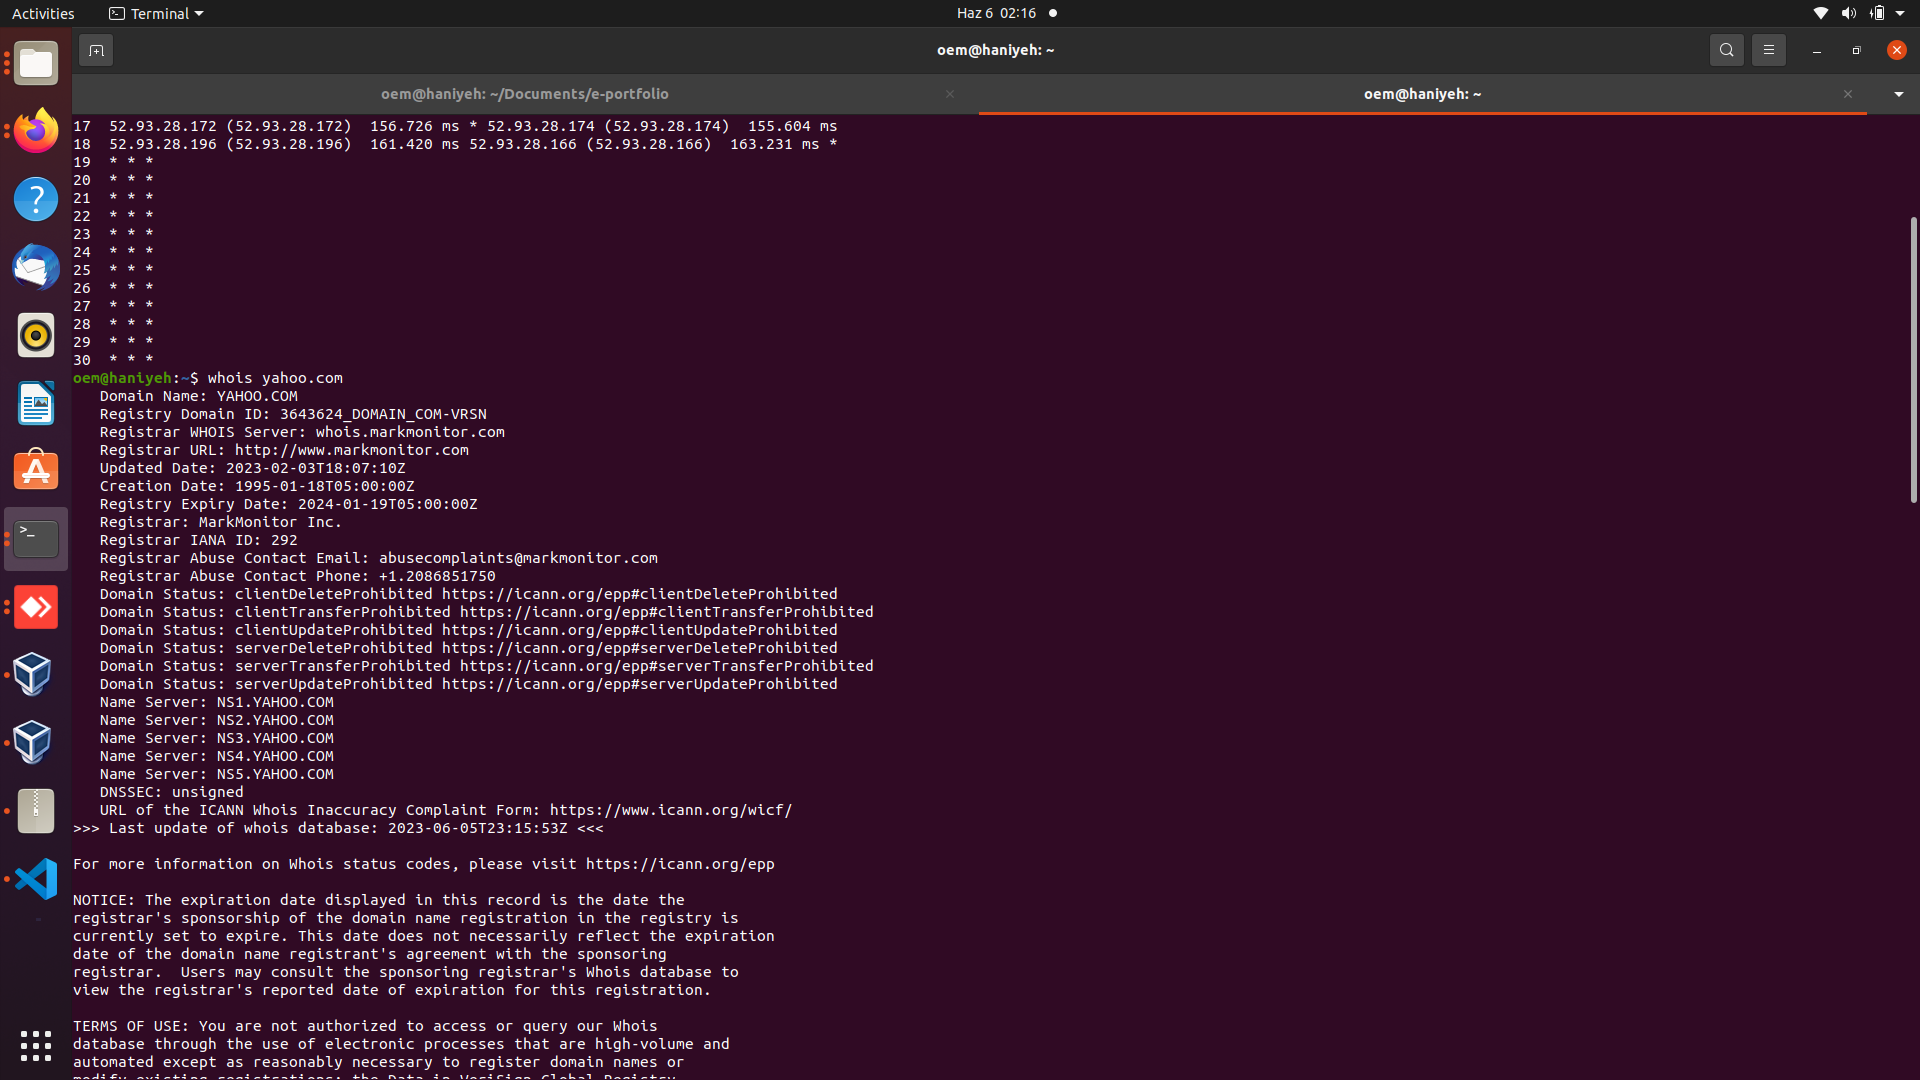 Activities
Terminal
Haz 6 02:16
oem@haniyeh: ~
oem@haniyeh: ~/Documents/e-portfolio
oem@haniyeh: ~
17  52.93.28.172 (52.93.28.172)  156.726 ms * 52.93.28.174 (52.93.28.174)  155.604 ms
18  52.93.28.196 (52.93.28.196)  161.420 ms 52.93.28.166 (52.93.28.166)  163.231 ms *
19  * * *
20  * * *
21  * * *
22  * * *
23  * * *
24  * * *
25  * * *
26  * * *
27  * * *
28  * * *
29  * * *
30  * * *
oem@haniyeh:~$ whois yahoo.com
   Domain Name: YAHOO.COM
   Registry Domain ID: 3643624_DOMAIN_COM-VRSN
   Registrar WHOIS Server: whois.markmonitor.com
   Registrar URL: http://www.markmonitor.com
   Updated Date: 2023-02-03T18:07:10Z
   Creation Date: 1995-01-18T05:00:00Z
   Registry Expiry Date: 2024-01-19T05:00:00Z
   Registrar: MarkMonitor Inc.
   Registrar IANA ID: 292
   Registrar Abuse Contact Email: abusecomplaints@markmonitor.com
   Registrar Abuse Contact Phone: +1.2086851750
   Domain Status: clientDeleteProhibited https://icann.org/epp#clientDeleteProhibited
   Domain Status: clientTransferProhibited https://icann.org/epp#clientTransferProhibited
   Domain Status: clientUpdateProhibited https://icann.org/epp#clientUpdateProhibited
   Domain Status: serverDeleteProhibited https://icann.org/epp#serverDeleteProhibited
   Domain Status: serverTransferProhibited https://icann.org/epp#serverTransferProhibited
   Domain Status: serverUpdateProhibited https://icann.org/epp#serverUpdateProhibited
   Name Server: NS1.YAHOO.COM
   Name Server: NS2.YAHOO.COM
   Name Server: NS3.YAHOO.COM
   Name Server: NS4.YAHOO.COM
   Name Server: NS5.YAHOO.COM
   DNSSEC: unsigned
   URL of the ICANN Whois Inaccuracy Complaint Form: https://www.icann.org/wicf/
>>> Last update of whois database: 2023-06-05T23:15:53Z <<<
For more information on Whois status codes, please visit https://icann.org/epp
NOTICE: The expiration date displayed in this record is the date the
registrar's sponsorship of the domain name registration in the registry is
currently set to expire. This date does not necessarily reflect the expiration
date of the domain name registrant's agreement with the sponsoring
registrar.  Users may consult the sponsoring registrar's Whois database to
view the registrar's reported date of expiration for this registration.
TERMS OF USE: You are not authorized to access or query our Whois
database through the use of electronic processes that are high-volume and
automated except as reasonably necessary to register domain names or
modify existing registrations; the Data in VeriSign Global Registry